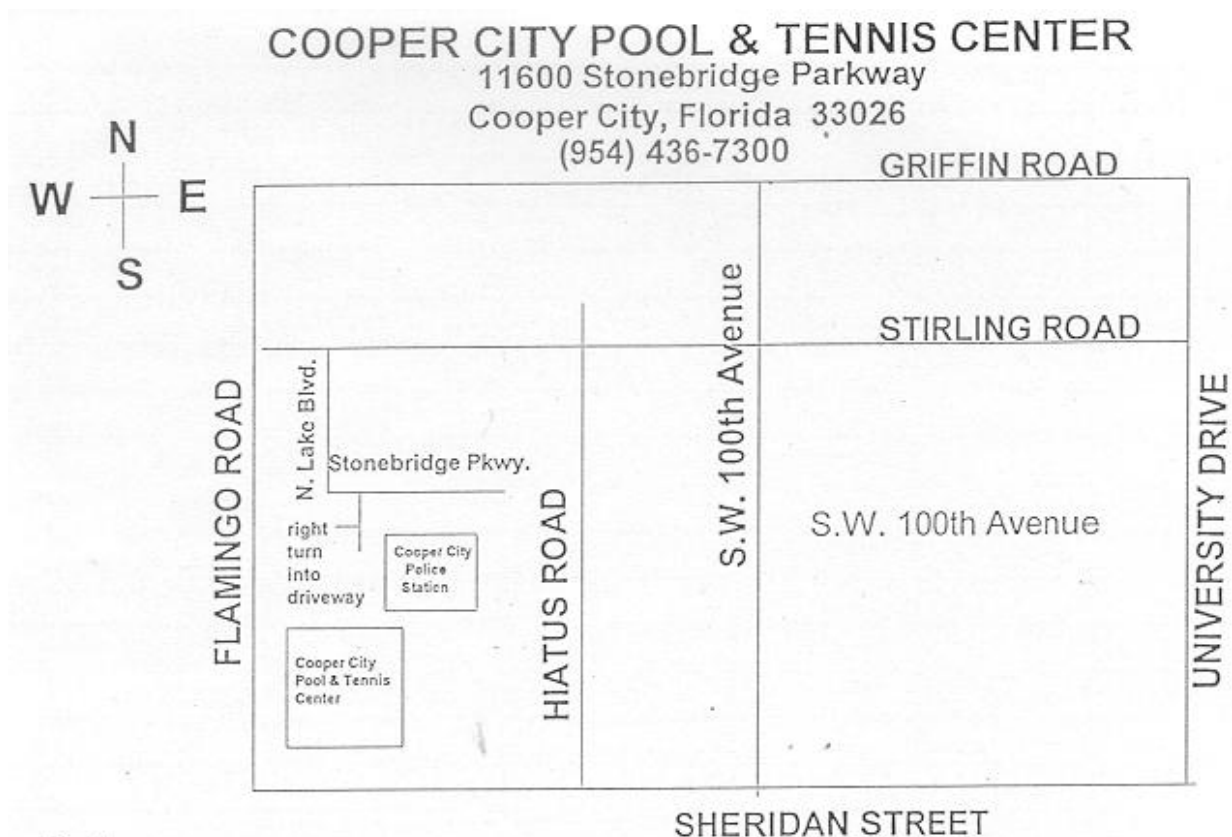 COOPER CITY POOL & TENNIS CENTER
11600 Stonebridge Parkway
Cooper City, Florida 33026
(954) 436-7300
N
W E
S
GRIFFIN ROAD
STIRLING ROAD
FLAMINGO ROAD
N. Lake Blvd.
Stonebridge Pkwy.
right
turn
into
driveway
Cooper City
Police
Station
Cooper City
Pool & Tennis
Center
HIATUS ROAD
S.W. 100th Avenue
S.W. 100th Avenue
UNIVERSITY DRIVE
SHERIDAN STREET